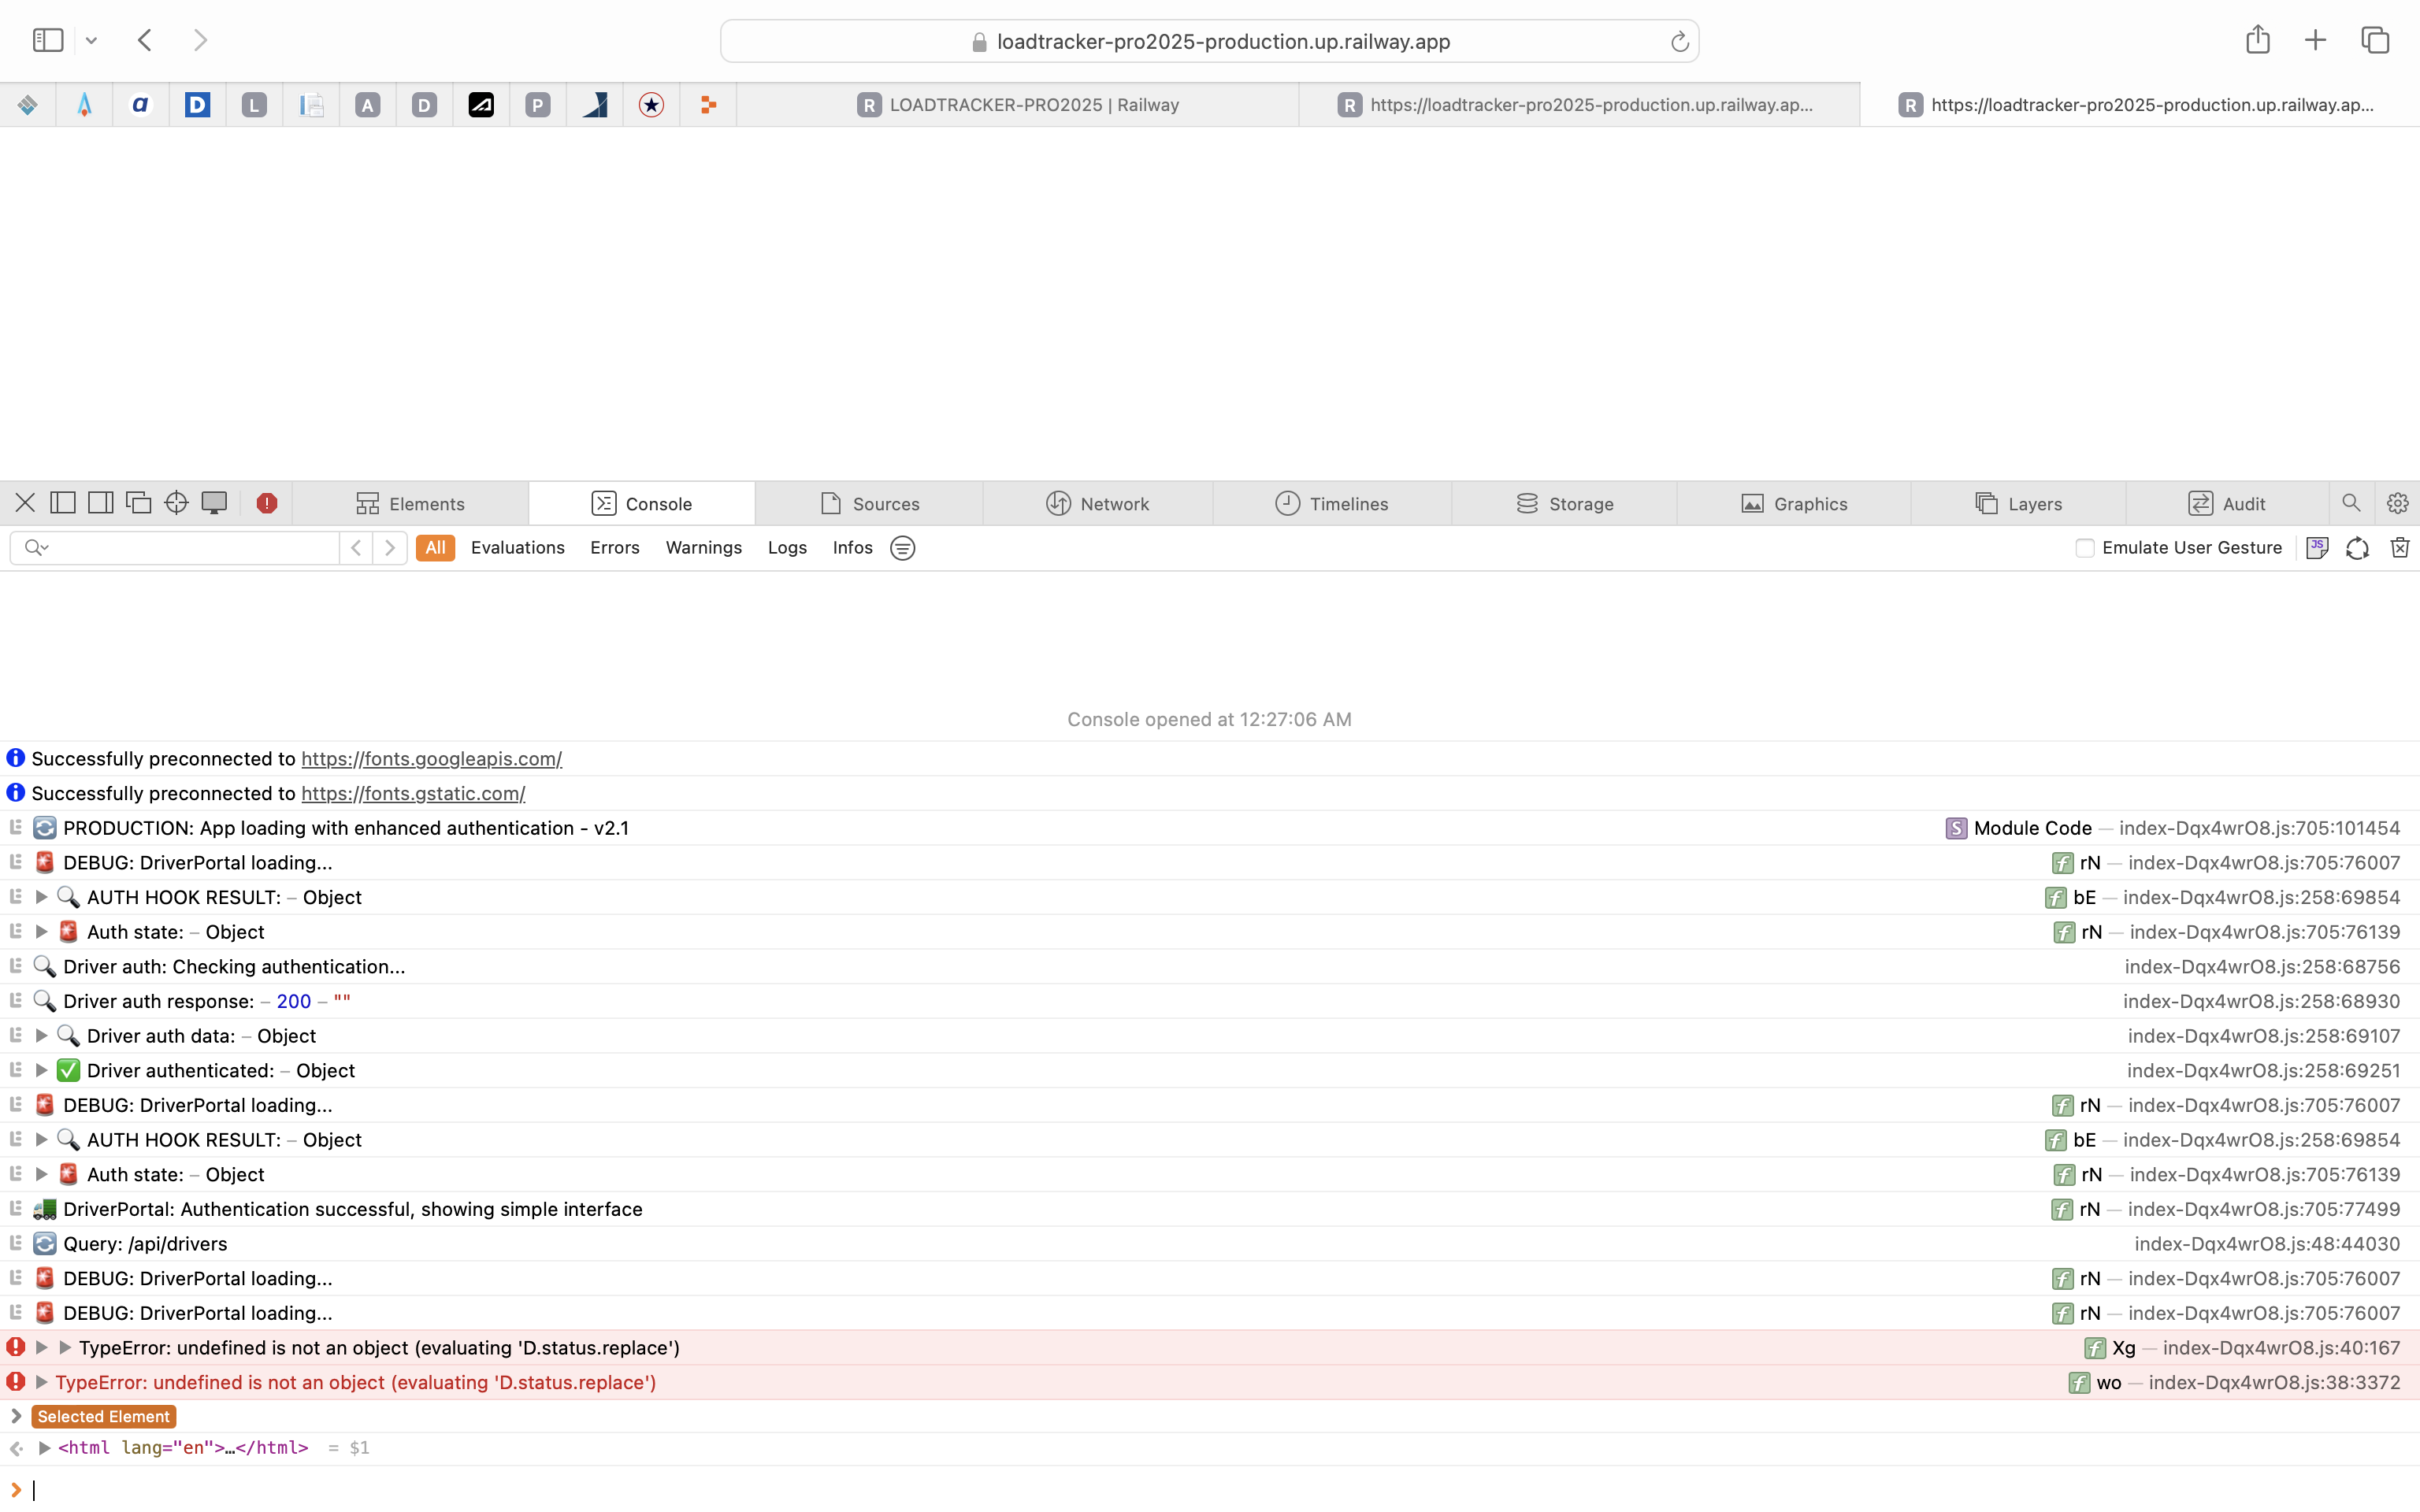 loadtracker-pro2025-production.up.railway.app
a D L A D P R LOADTRACKER-PRO2025 | Railway R https://loadtracker-pro2025-production.up.railway.ap... R https://loadtracker-pro2025-production.up.railway.ap...
Elements Console Sources Network Timelines Storage Graphics Layers Audit
All Evaluations Errors Warnings Logs Infos Emulate User Gesture JS
Console opened at 12:27:06 AM
Successfully preconnected to https://fonts.googleapis.com/
Successfully preconnected to https://fonts.gstatic.com/
🔄 PRODUCTION: App loading with enhanced authentication - v2.1 S Module Code — index-Dqx4wrO8.js:705:101454
🚨 DEBUG: DriverPortal loading... f rN — index-Dqx4wrO8.js:705:76007
🔍 AUTH HOOK RESULT: – Object f bE — index-Dqx4wrO8.js:258:69854
🚨 Auth state: – Object f rN — index-Dqx4wrO8.js:705:76139
🔍 Driver auth: Checking authentication... index-Dqx4wrO8.js:258:68756
🔍 Driver auth response: – 200 – "" index-Dqx4wrO8.js:258:68930
🔍 Driver auth data: – Object index-Dqx4wrO8.js:258:69107
✅ Driver authenticated: – Object index-Dqx4wrO8.js:258:69251
🚨 DEBUG: DriverPortal loading... f rN — index-Dqx4wrO8.js:705:76007
🔍 AUTH HOOK RESULT: – Object f bE — index-Dqx4wrO8.js:258:69854
🚨 Auth state: – Object f rN — index-Dqx4wrO8.js:705:76139
🚛 DriverPortal: Authentication successful, showing simple interface f rN — index-Dqx4wrO8.js:705:77499
🔄 Query: /api/drivers index-Dqx4wrO8.js:48:44030
🚨 DEBUG: DriverPortal loading... f rN — index-Dqx4wrO8.js:705:76007
🚨 DEBUG: DriverPortal loading... f rN — index-Dqx4wrO8.js:705:76007
TypeError: undefined is not an object (evaluating 'D.status.replace') f Xg — index-Dqx4wrO8.js:40:167
TypeError: undefined is not an object (evaluating 'D.status.replace') f wo — index-Dqx4wrO8.js:38:3372
Selected Element
<html lang="en">…</html> = $1